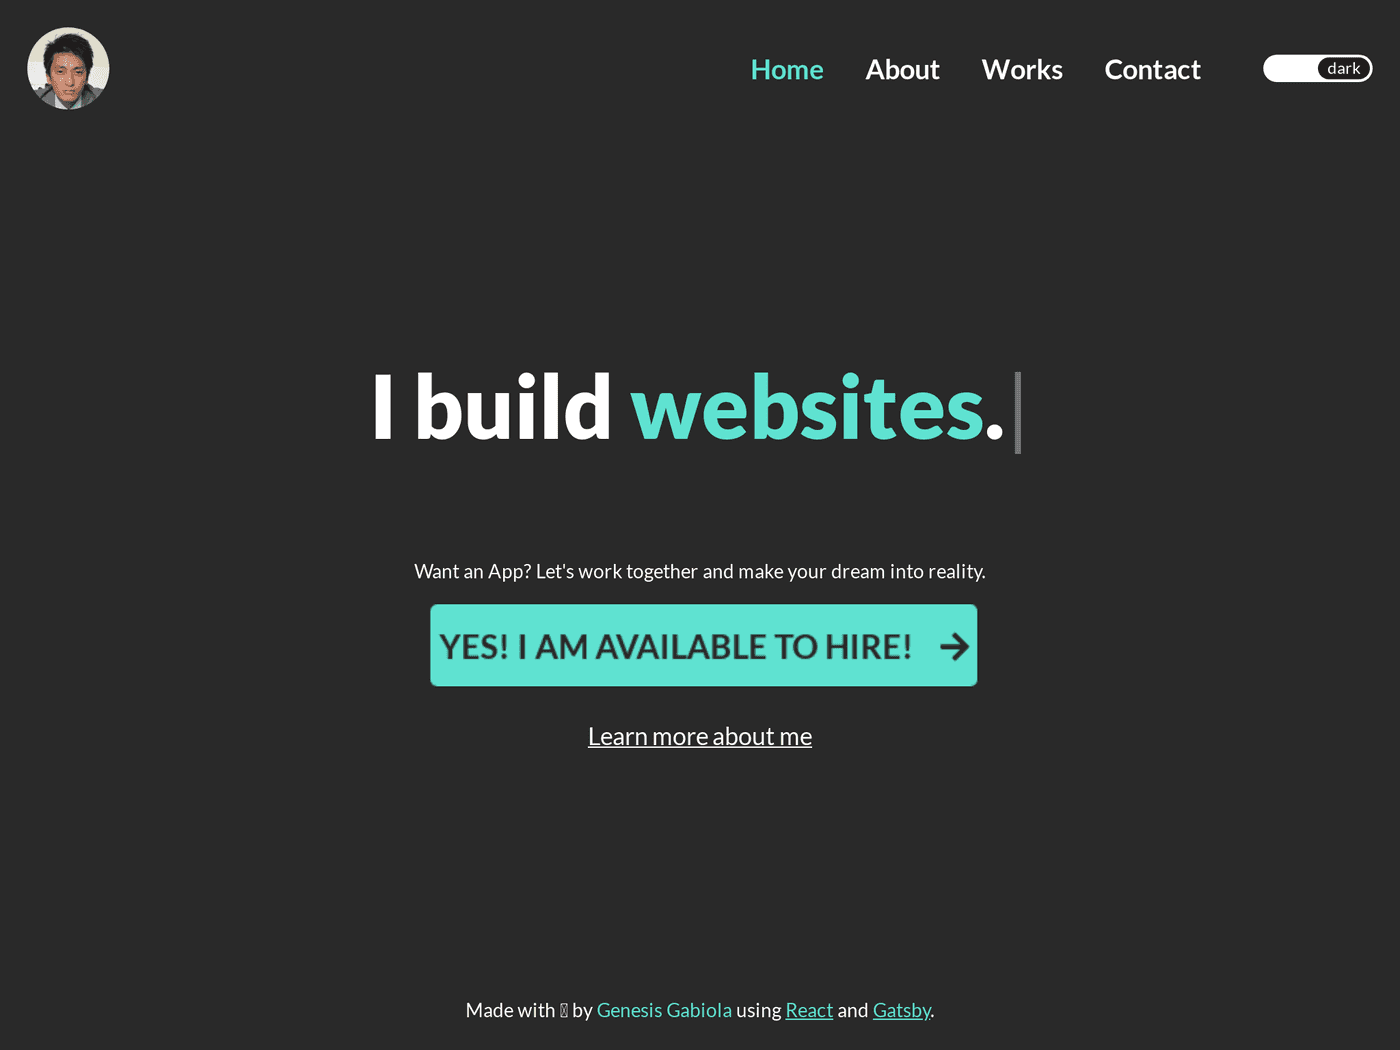 Home About Works Contact dark
I build websites.
Want an App? Let's work together and make your dream into reality.
YES! I AM AVAILABLE TO HIRE! →
Learn more about me
Made with by Genesis Gabiola using React and Gatsby.